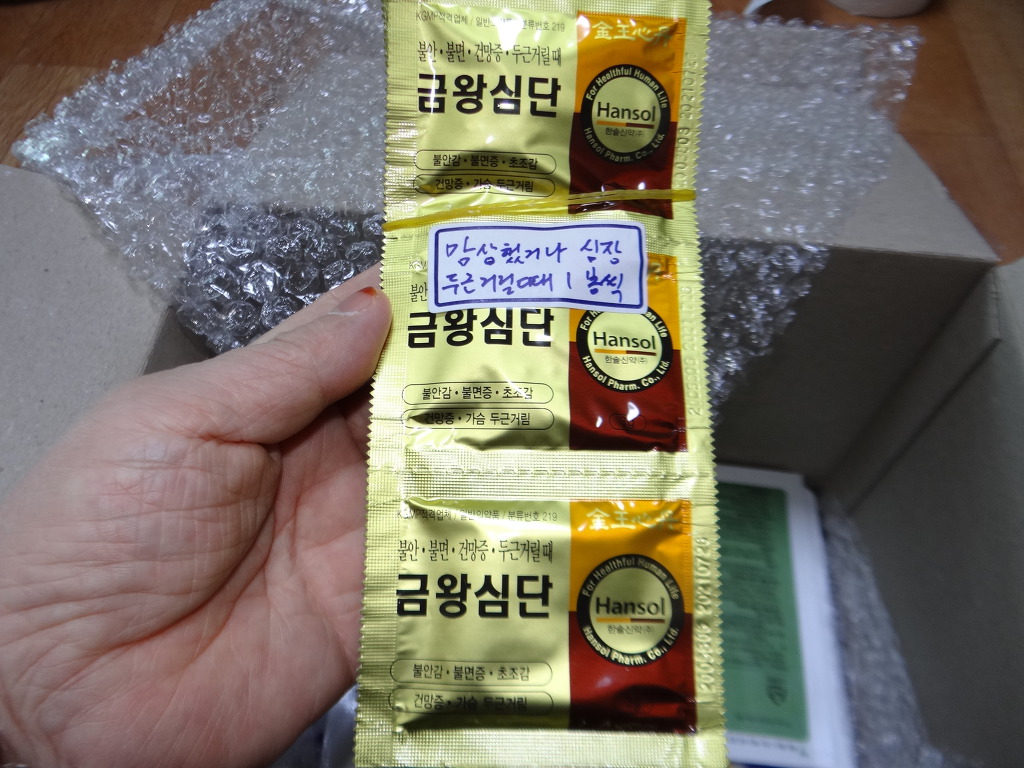 KGMP적격업체 / 일반의약품 / 분류번호 219
金王心丹
불안 · 불면 · 건망증 · 두근거릴 때
금왕심단
For Healthful Human Life
Hansol
한솔신약(주)
Hansol Pharm. Co., Ltd.
불안감 · 불면증 · 초조감
건망증 · 가슴 두근거림
맘상했거나 심장
두근거릴때 1봉씩
불안
금왕심단
For Healthful Human Life
Hansol
한솔신약(주)
Hansol Pharm. Co., Ltd.
불안감 · 불면증 · 초조감
건망증 · 가슴 두근거림
KGMP적격업체 / 일반의약품 / 분류번호 219
金王心丹
불안 · 불면 · 건망증 · 두근거릴 때
금왕심단
For Healthful Human Life
Hansol
한솔신약(주)
Hansol Pharm. Co., Ltd.
불안감 · 불면증 · 초조감
건망증 · 가슴 두근거림
2005806 20210726